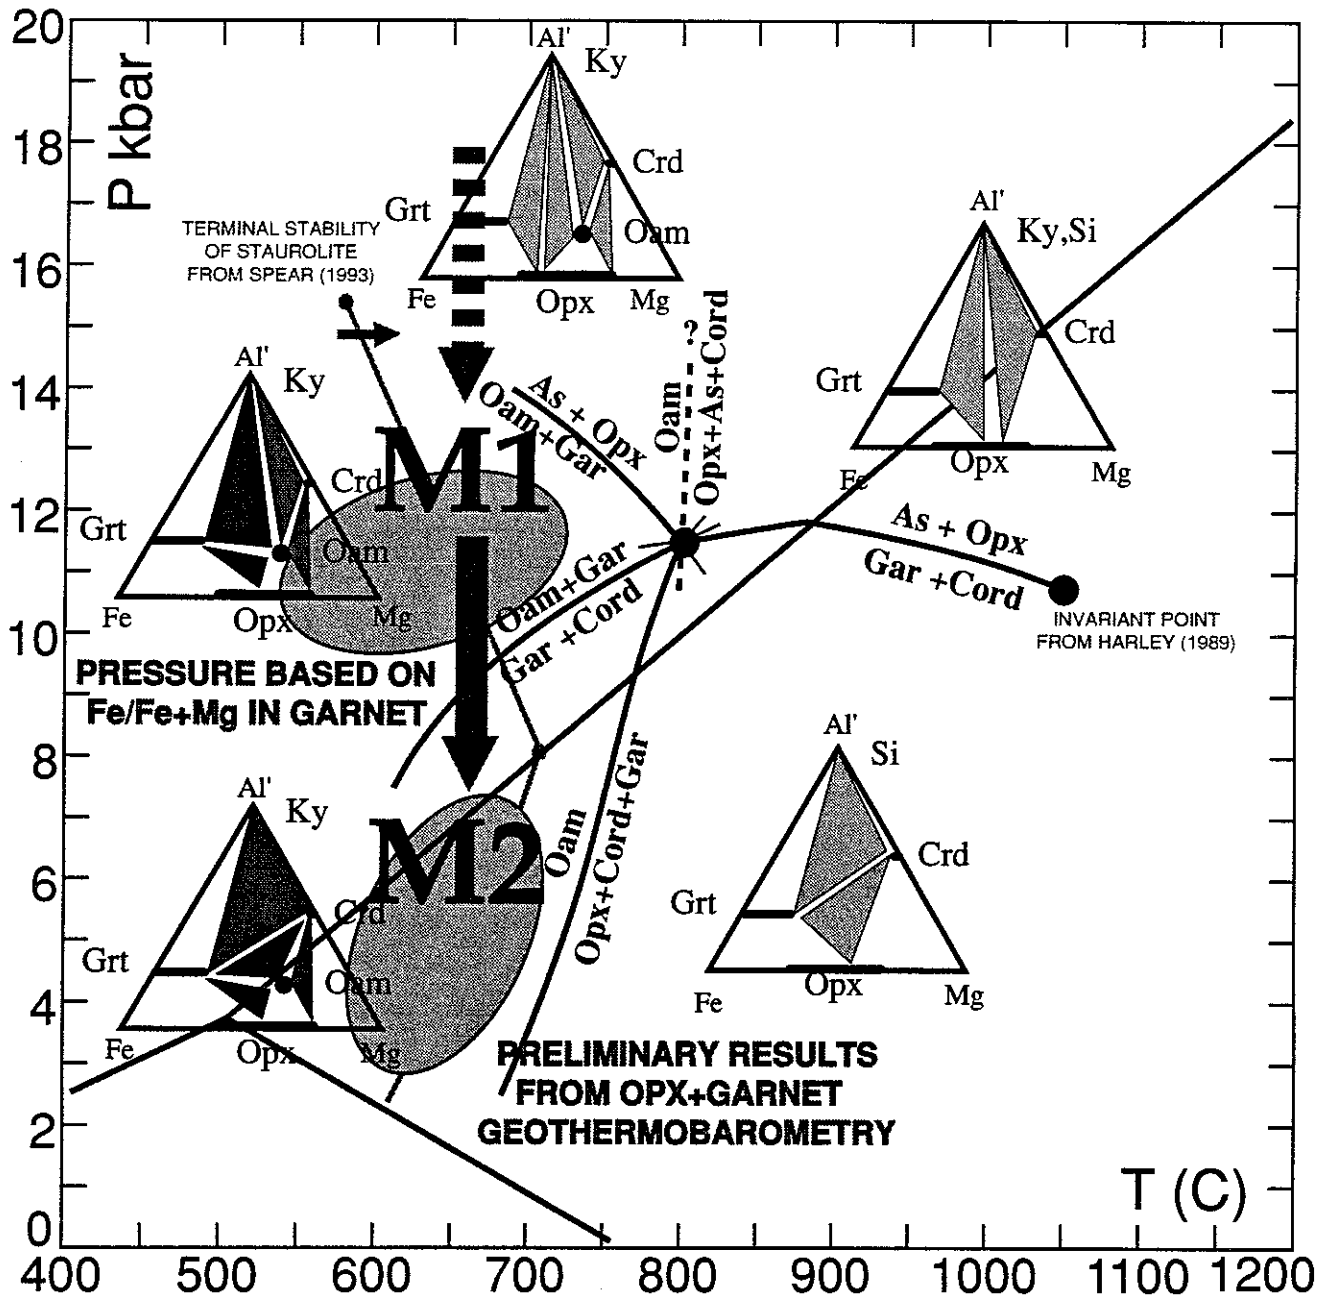 20
18
16
14
12
10
8
6
4
2
0
P kbar
400
500
600
700
800
900
1000
1100
1200
T (C)
Al'
Ky
Crd
Grt
Oam
Fe
Opx
Mg
TERMINAL STABILITY
OF STAUROLITE
FROM SPEAR (1993)
Al'
Ky,Si
Crd
Grt
Fe
Opx
Mg
Al'
Ky
Crd
Grt
Oam
Fe
Opx
Mg
M1
As + Opx
Oam+Gar
?
Oam
Opx+As+Cord
As + Opx
Gar +Cord
INVARIANT POINT
FROM HARLEY (1989)
Oam+Gar
Gar +Cord
PRESSURE BASED ON
Fe/Fe+Mg IN GARNET
Al'
Ky
Crd
Grt
Oam
Fe
Opx
Mg
M2
Oam
Opx+Cord+Gar
Al'
Si
Crd
Grt
Fe
Opx
Mg
PRELIMINARY RESULTS
FROM OPX+GARNET
GEOTHERMOBAROMETRY